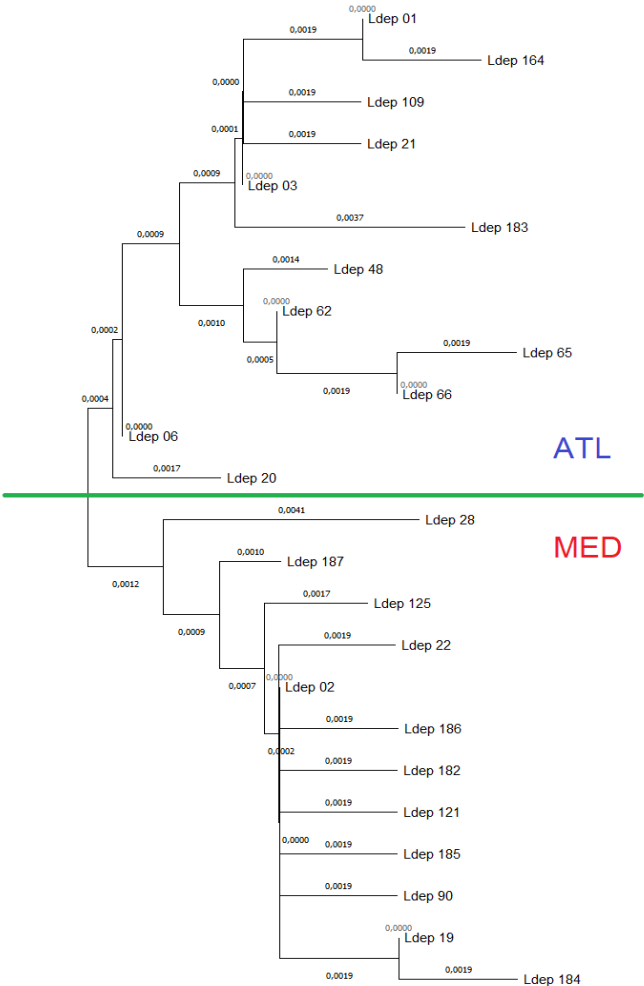 0,0000
Ldep 01
0,0019
0,0019
Ldep 164
0,0000
0,0019
Ldep 109
0,0001
0,0019
Ldep 21
0,0009
0,0000
Ldep 03
0,0037
Ldep 183
0,0009
0,0014
Ldep 48
0,0000
Ldep 62
0,0010
0,0002
0,0005
0,0019
Ldep 65
0,0019
0,0000
Ldep 66
0,0004
0,0000
Ldep 06
ATL
0,0017
Ldep 20
0,0041
Ldep 28
MED
0,0010
Ldep 187
0,0012
0,0017
Ldep 125
0,0009
0,0019
Ldep 22
0,0000
Ldep 02
0,0007
0,0019
Ldep 186
0,0002
0,0019
Ldep 182
0,0019
Ldep 121
0,0000
0,0019
Ldep 185
0,0019
Ldep 90
0,0000
Ldep 19
0,0019
0,0019
Ldep 184